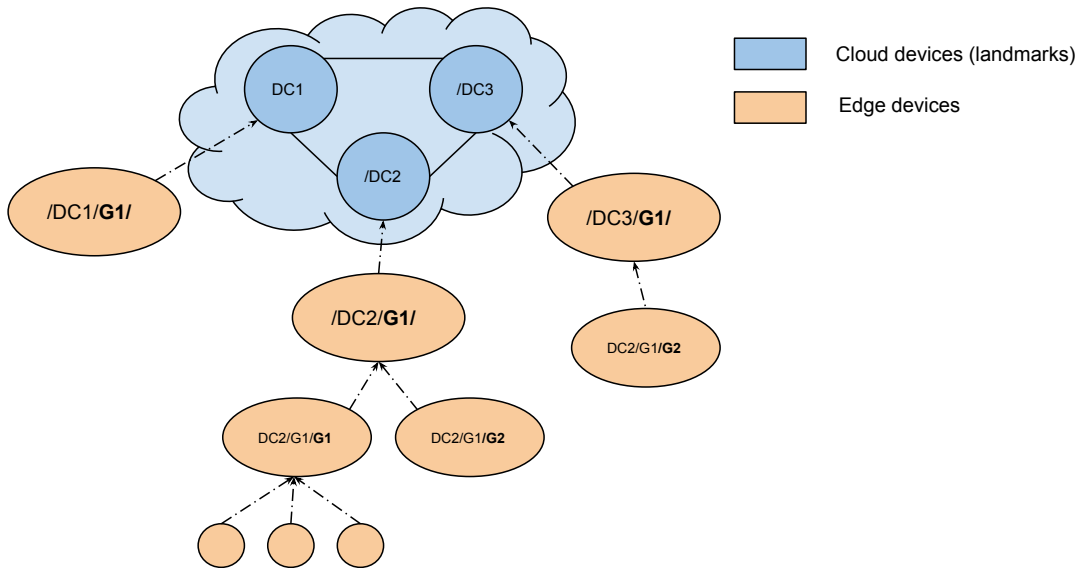 DC1
/DC3
/DC2
Cloud devices (landmarks)
Edge devices
/DC1/G1/
/DC3/G1/
/DC2/G1/
DC2/G1/G2
DC2/G1/G1
DC2/G1/G2